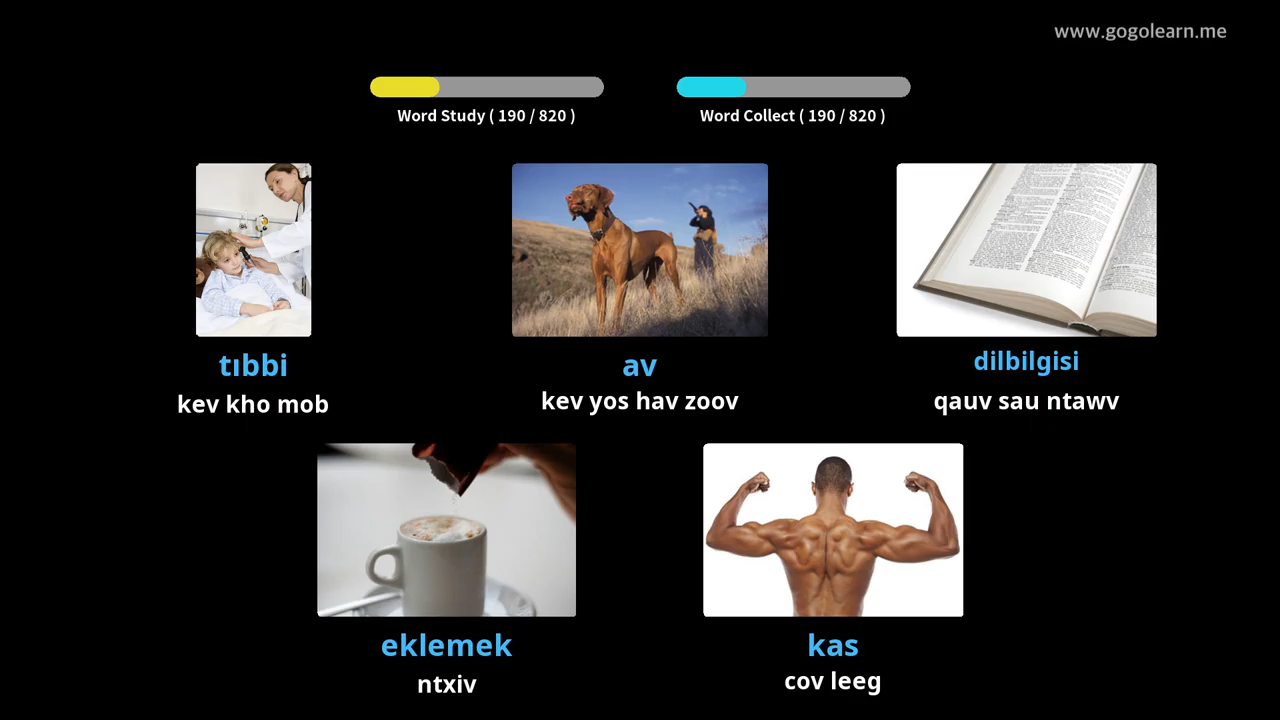 www.gogolearn.me
Word Study ( 190 / 820 )
Word Collect ( 190 / 820 )
tıbbi
kev kho mob
av
kev yos hav zoov
dilbilgisi
qauv sau ntawv
eklemek
ntxiv
kas
cov leeg